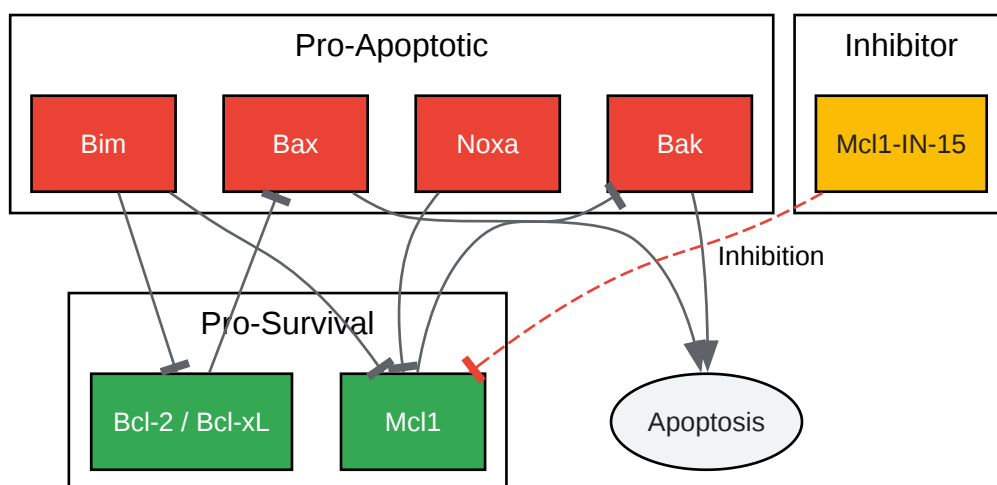 Pro-Apoptotic
Inhibitor
Bim
Bax
Noxa
Bak
Mcl1-IN-15
Inhibition
Pro-Survival
Bcl-2 / Bcl-xL
Mcl1
Apoptosis